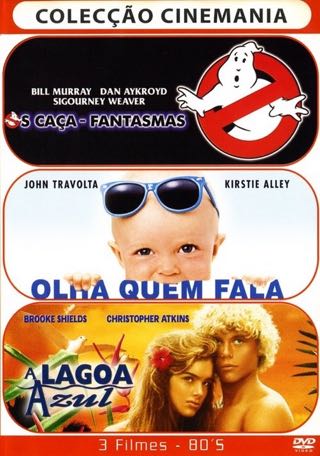 COLECÇÃO CINEMANIA
BILL MURRAY DAN AYKROYD
SIGOURNEY WEAVER
OS CAÇA - FANTASMAS
JOHN TRAVOLTA KIRSTIE ALLEY
OLHA QUEM FALA
BROOKE SHIELDS CHRISTOPHER ATKINS
A LAGOA
Azul
3 Filmes - 80'S
DVD
VIDEO